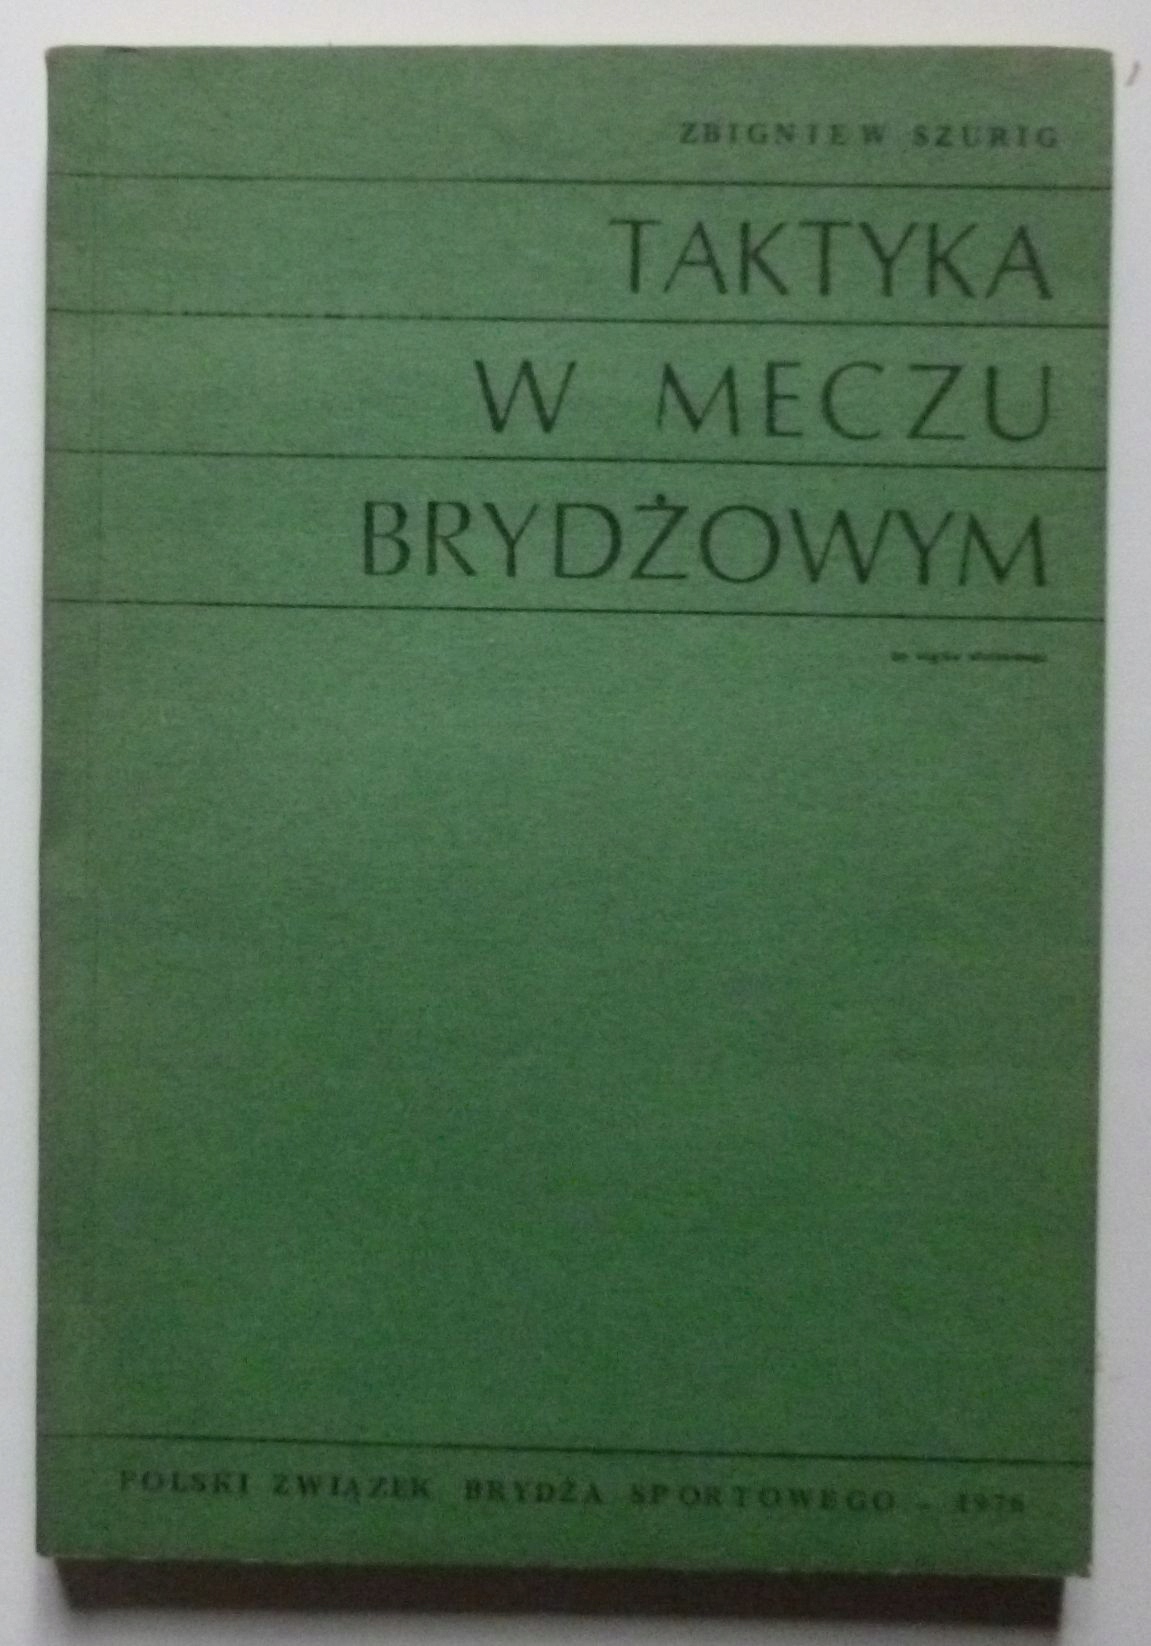 ZBIGNIEW SZURIG
TAKTYKA
W MECZU
BRYDŻOWYM
POLSKI ZWIĄZEK BRYDŻA SPORTOWEGO - 1978